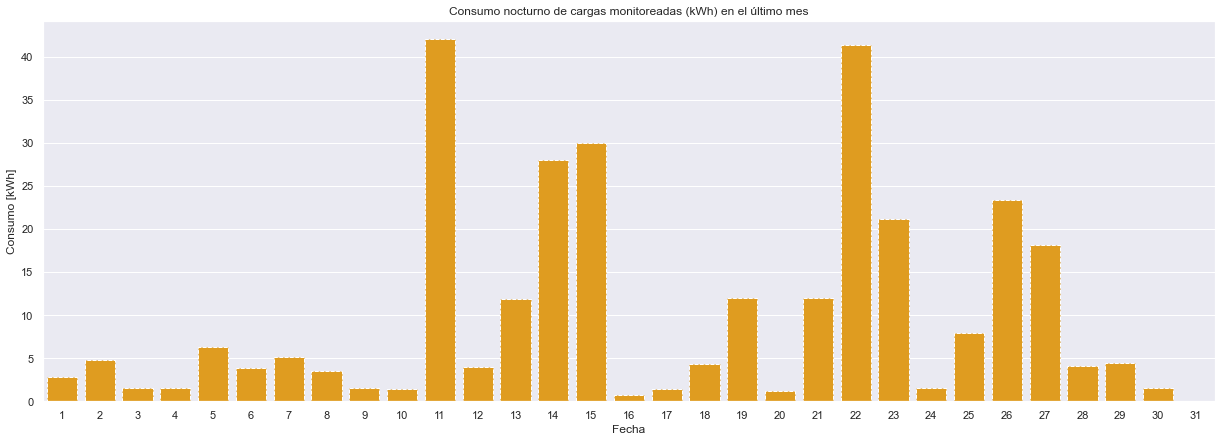 Consumo nocturno de cargas monitoreadas (kWh) en el último mes
Consumo [kWh]
40
35
30
25
20
15
10
5
0
1 2 3 4 5 6 7 8 9 10 11 12 13 14 15 16 17 18 19 20 21 22 23 24 25 26 27 28 29 30 31
Fecha